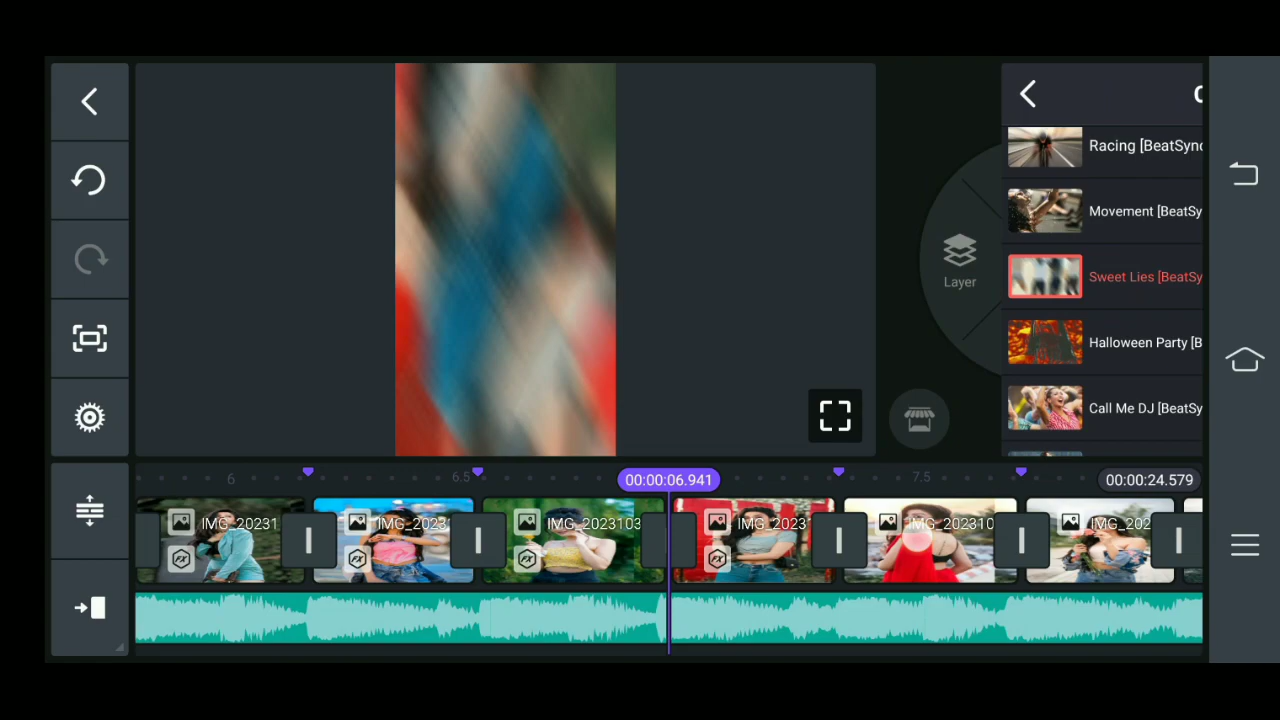 Racing [BeatSync
Movement [BeatSy
Layer
Sweet Lies [BeatSy
Halloween Party [B
Call Me DJ [BeatSy
6
6.5
00:00:06.941
7.5
00:00:24.579
IMG_20231
IMG_2023
IMG_2023103
IMG_2023
IMG_202310
IMG_202